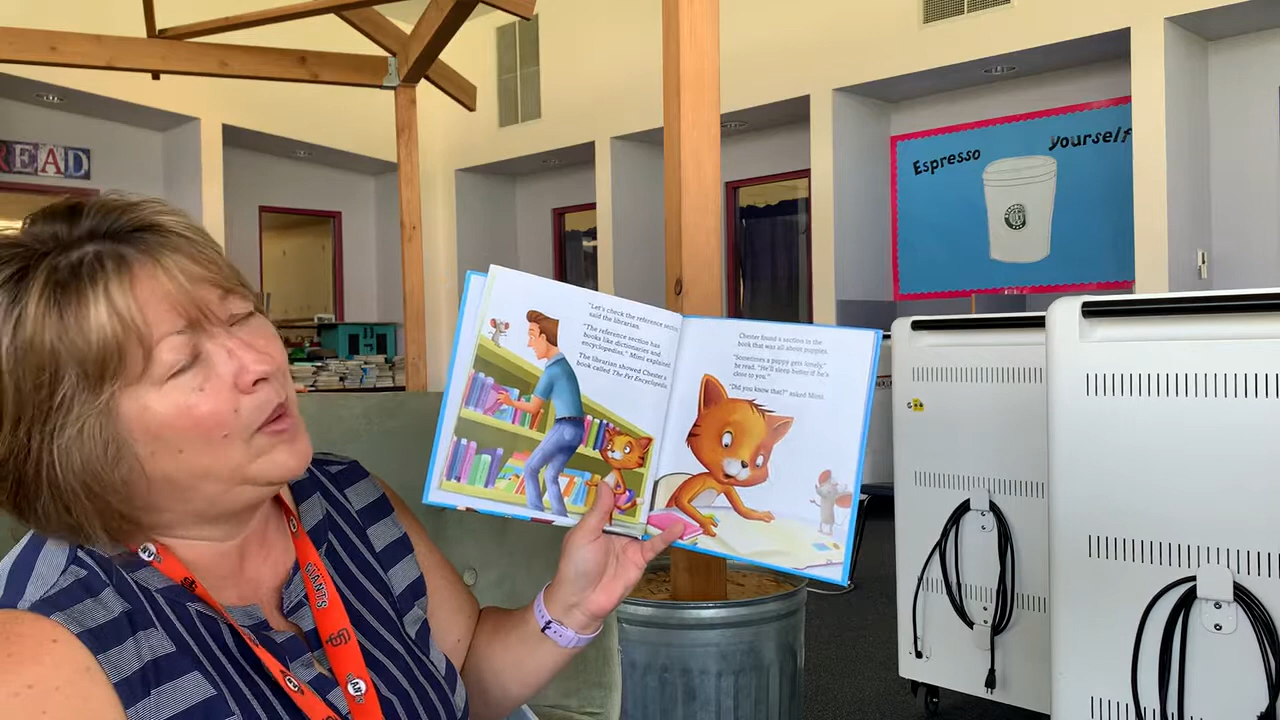 READ
Espresso yourself
"Let's check the reference section,"
said the librarian.
"The reference section has
books like dictionaries and
encyclopedias," Mimi explained.
The librarian showed Chester a
book called The Pet Encyclopedia.
Chester found a section in the
book that was all about puppies.
"Sometimes a puppy gets lonely,"
he read. "He'll sleep better if he's
close to you."
"Did you know that?" asked Mimi.
GIANTS
SF